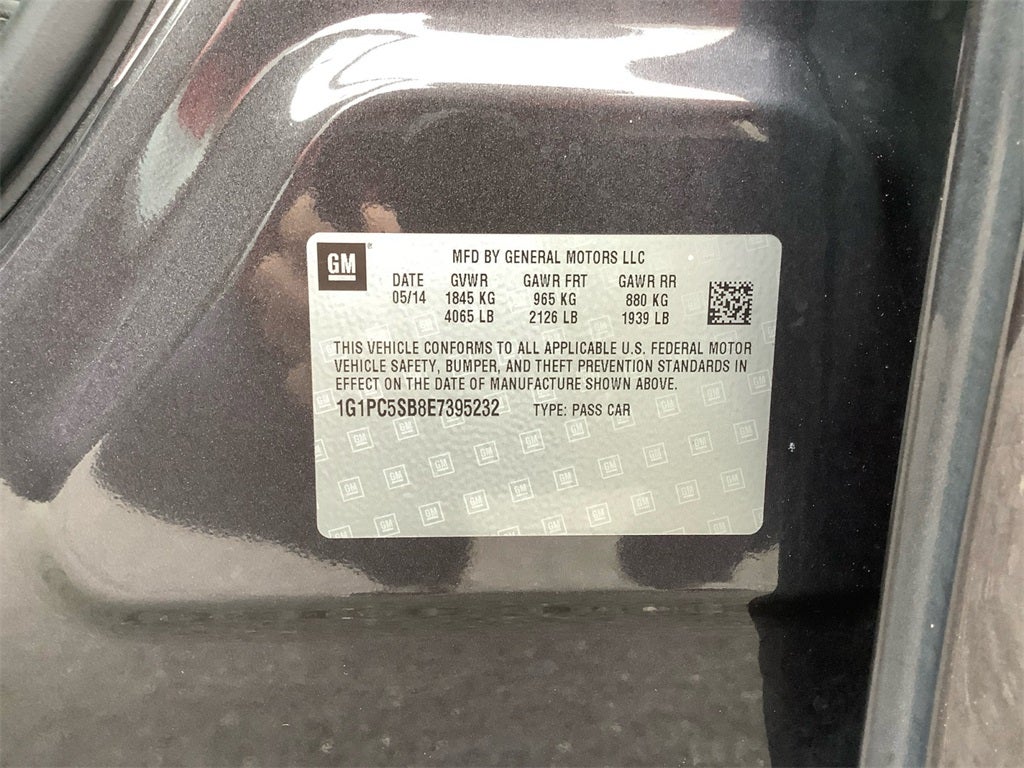 GM® MFD BY GENERAL MOTORS LLC
DATE GVWR GAWR FRT GAWR RR
05/14 1845 KG 965 KG 880 KG
4065 LB 2126 LB 1939 LB
THIS VEHICLE CONFORMS TO ALL APPLICABLE U.S. FEDERAL MOTOR
VEHICLE SAFETY, BUMPER, AND THEFT PREVENTION STANDARDS IN
EFFECT ON THE DATE OF MANUFACTURE SHOWN ABOVE.
1G1PC5SB8E7395232 TYPE: PASS CAR